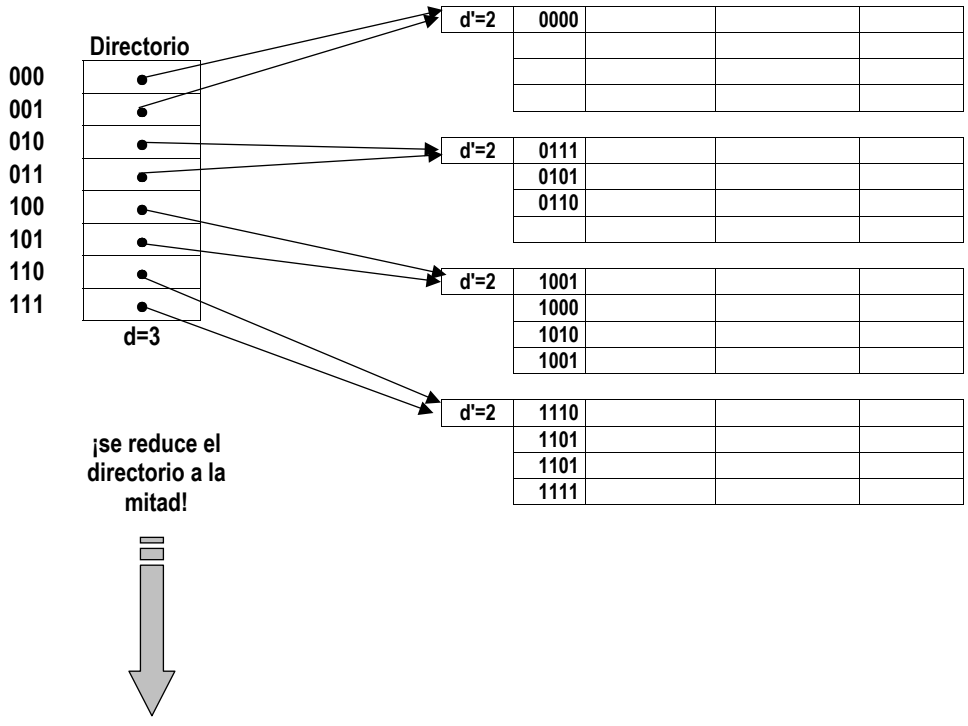 Directorio
000
001
010
011
100
101
110
111
d=3
d'=2 0000
d'=2 0111
0101
0110
d'=2 1001
1000
1010
1001
d'=2 1110
1101
1101
1111
¡se reduce el
directorio a la
mitad!